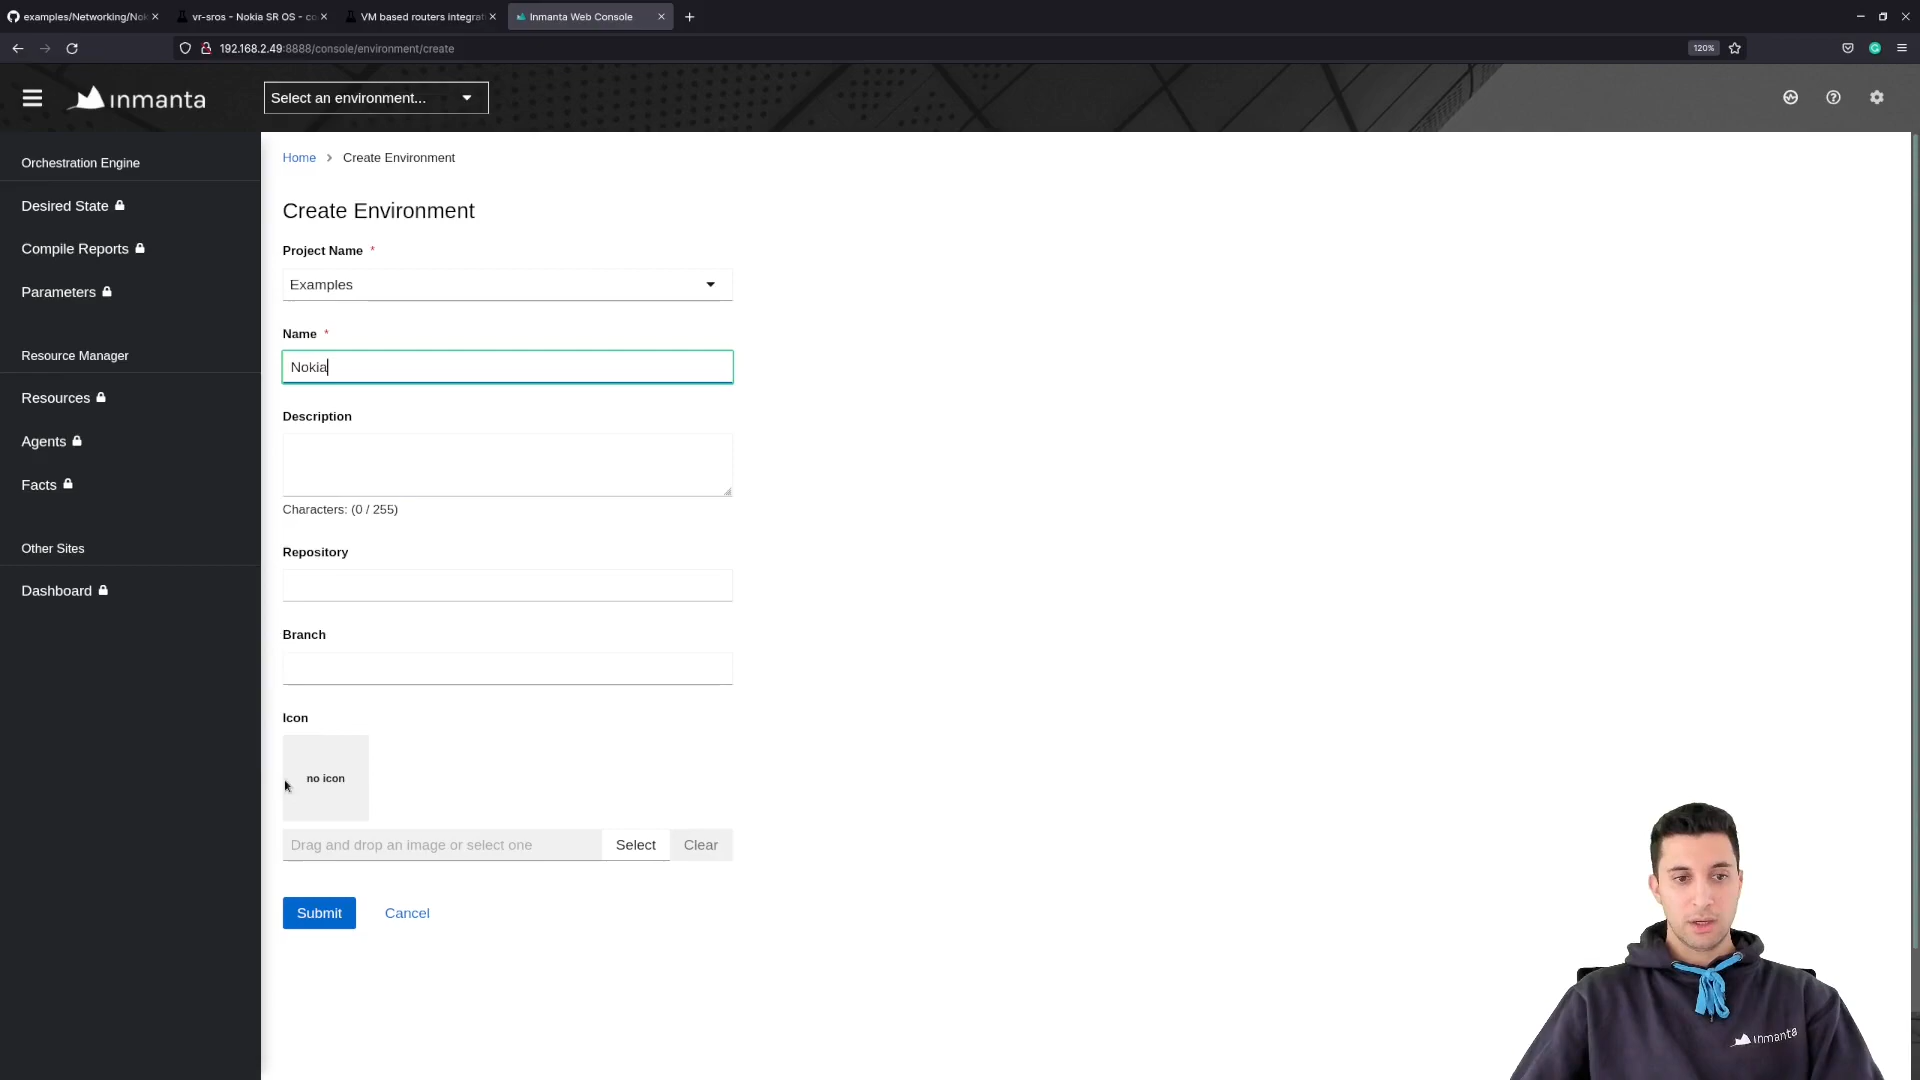 examples/Networking/Nok
vr-sros - Nokia SR OS - co
VM based routers integrat
Inmanta Web Console
192.168.2.49:8888/console/environment/create
120%
inmanta
Select an environment...
Orchestration Engine
Desired State
Compile Reports
Parameters
Resource Manager
Resources
Agents
Facts
Other Sites
Dashboard
Home
Create Environment
Create Environment
Project Name *
Examples
Name *
Nokia
Description
Characters: (0 / 255)
Repository
Branch
Icon
no icon
Drag and drop an image or select one
Select
Clear
Submit
Cancel
inmanta